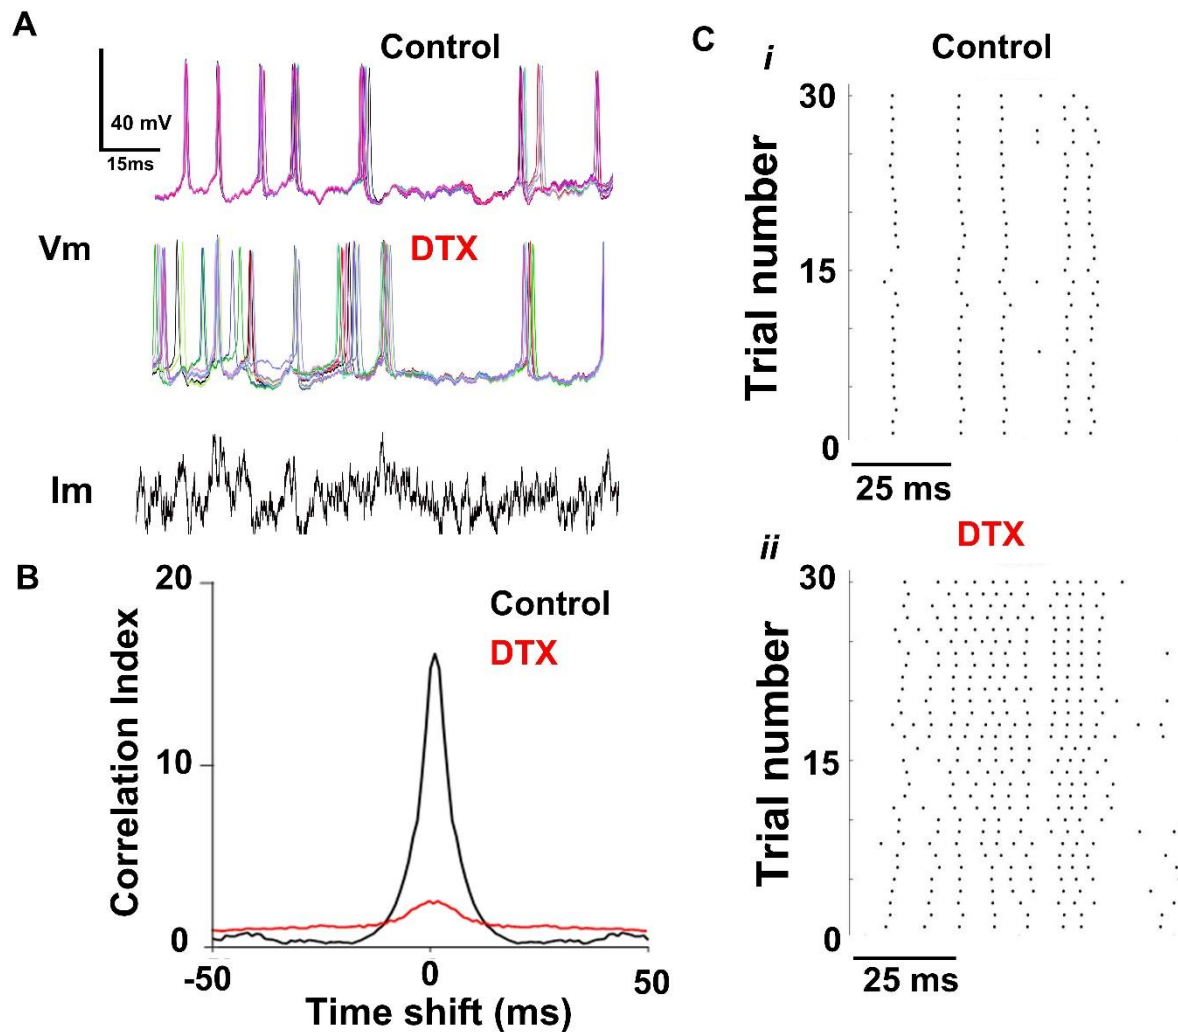 A
Control
40 mV
15ms
Vm
DTX
Im
B
20
10
0
Correlation Index
Control
DTX
-50
0
50
Time shift (ms)
C
i
Control
30
15
0
Trial number
25 ms
ii
DTX
30
15
0
Trial number
25 ms